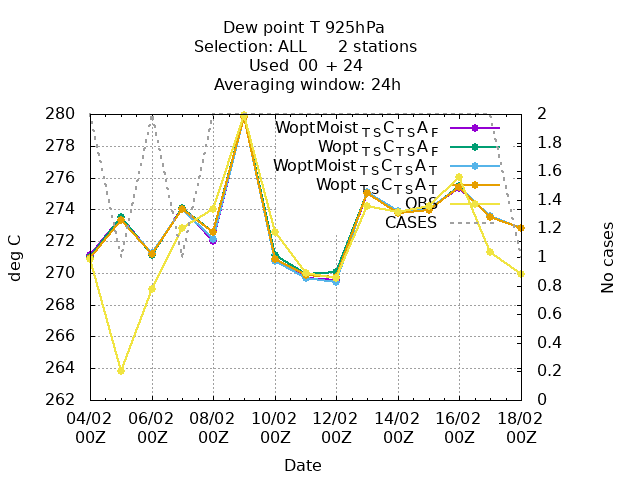 Dew point T 925hPa
Selection: ALL 2 stations
Used 00 + 24
Averaging window: 24h
280
278
276
274
272
270
268
266
264
262
2
1.8
1.6
1.4
1.2
1
0.8
0.6
0.4
0.2
0
WoptMoist TS C TS A F
Wopt TS C TS A F
WoptMoist TS C TS A T
Wopt TS C TS A T
OBS
CASES
deg C
No cases
04/02 06/02 08/02 10/02 12/02 14/02 16/02 18/02
00Z 00Z 00Z 00Z 00Z 00Z 00Z 00Z
Date